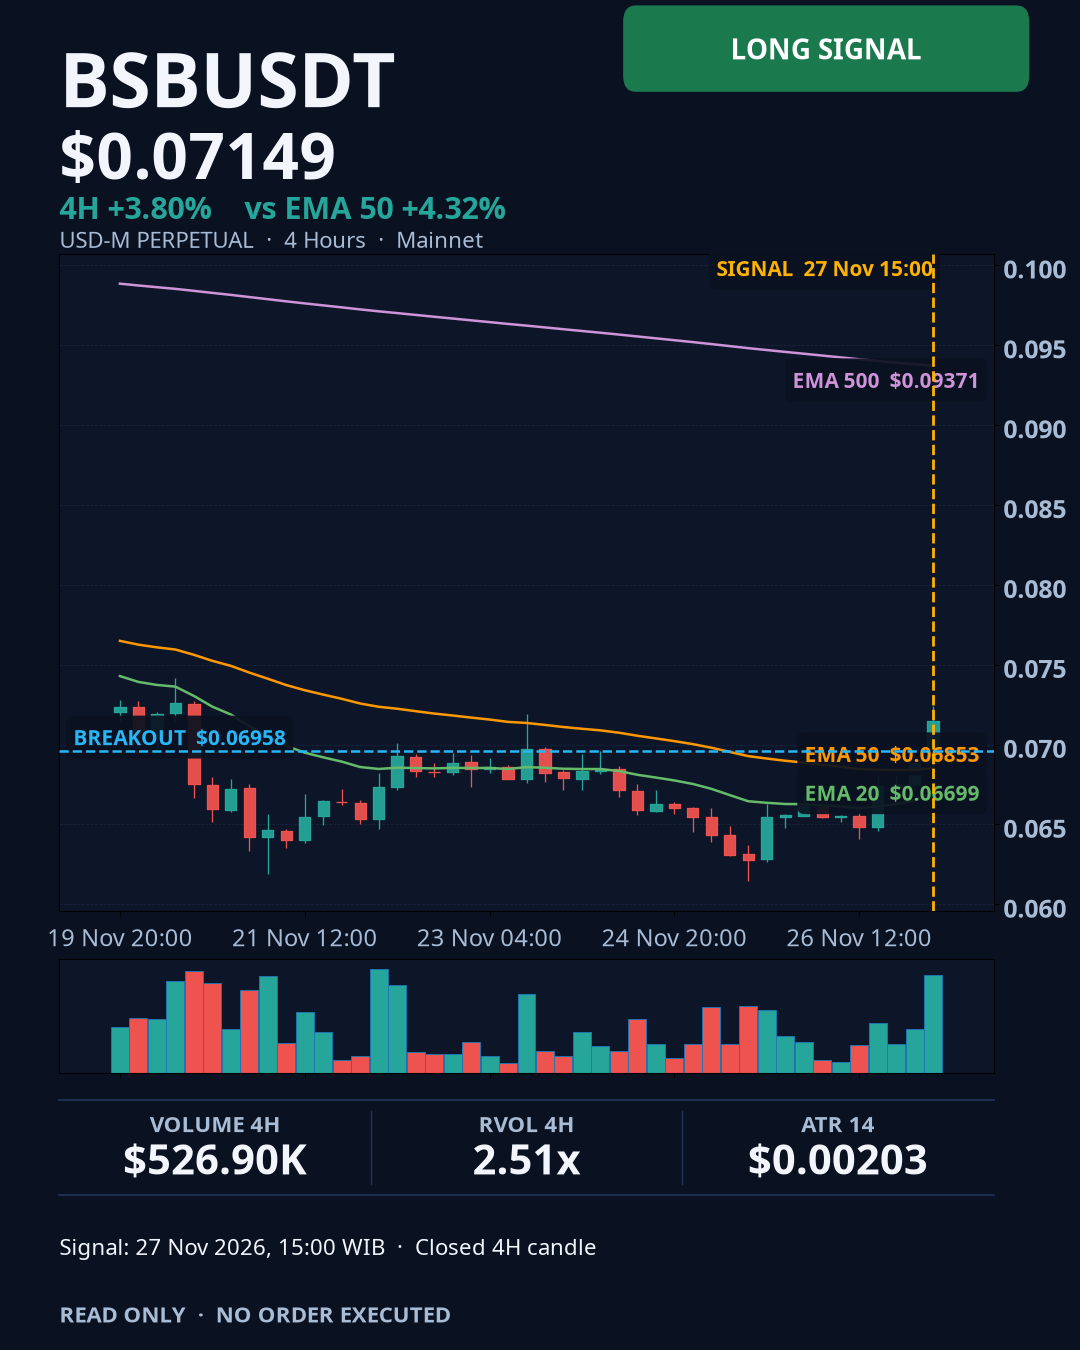 LONG SIGNAL
BSBUSDT
$0.07149
4H +3.80% vs EMA 50 +4.32%
USD-M PERPETUAL · 4 Hours · Mainnet
SIGNAL 27 Nov 15:00
0.100
0.095
EMA 500 $0.09371
0.090
0.085
0.080
0.075
BREAKOUT $0.06958
0.070
EMA 50 $0.06853
EMA 20 $0.06699
0.065
0.060
19 Nov 20:00 21 Nov 12:00 23 Nov 04:00 24 Nov 20:00 26 Nov 12:00
VOLUME 4H RVOL 4H ATR 14
$526.90K 2.51x $0.00203
Signal: 27 Nov 2026, 15:00 WIB · Closed 4H candle
READ ONLY · NO ORDER EXECUTED